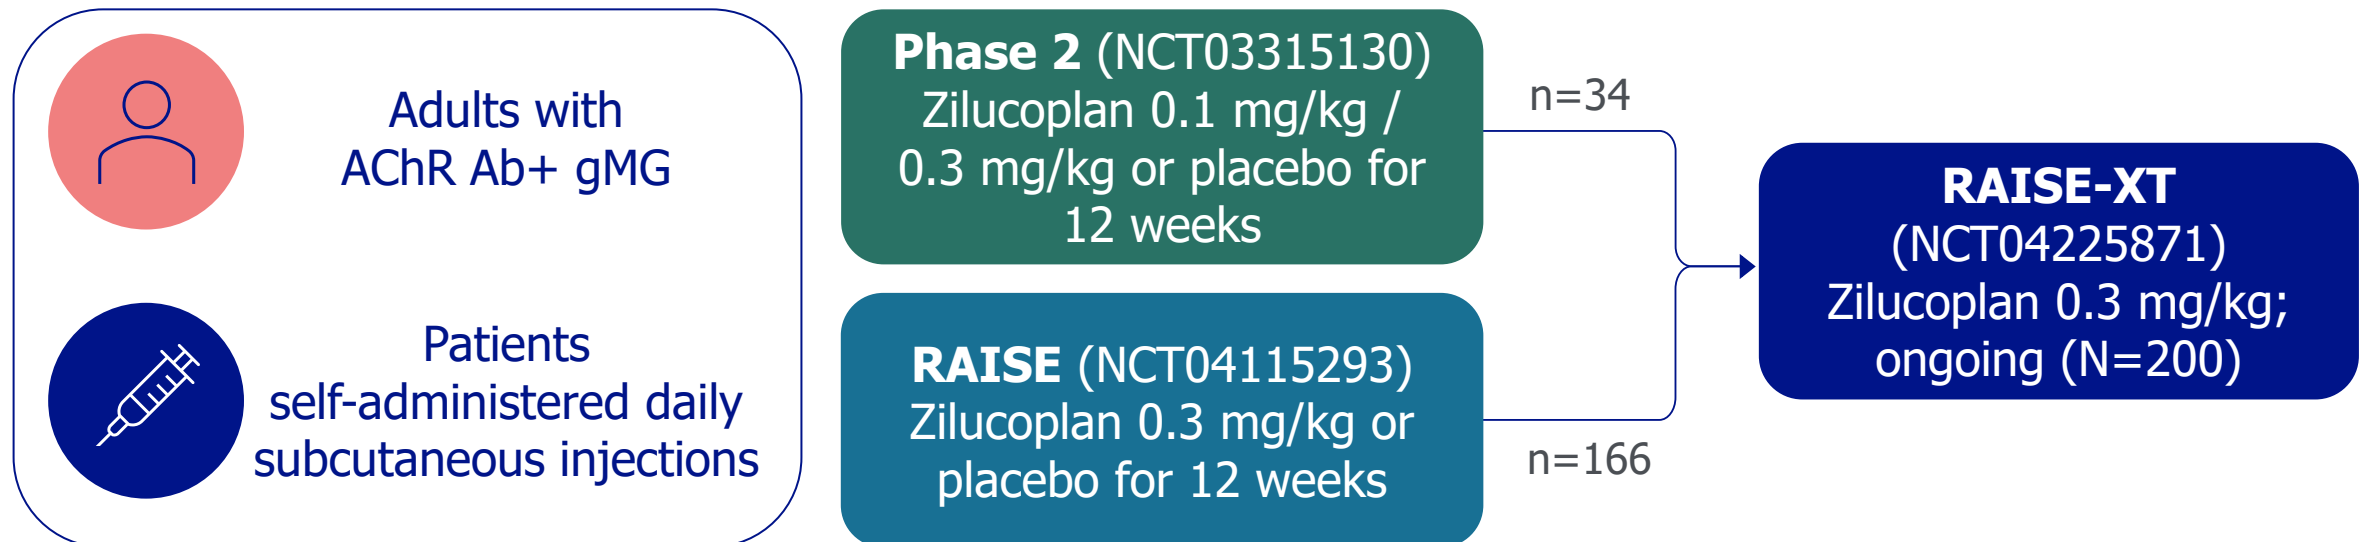 Adults with
AChR Ab+ gMG
Patients
self-administered daily
subcutaneous injections
Phase 2 (NCT03315130)
Zilucoplan 0.1 mg/kg /
0.3 mg/kg or placebo for
12 weeks
n=34
RAISE (NCT04115293)
Zilucoplan 0.3 mg/kg or
placebo for 12 weeks
n=166
RAISE-XT
(NCT04225871)
Zilucoplan 0.3 mg/kg;
ongoing (N=200)